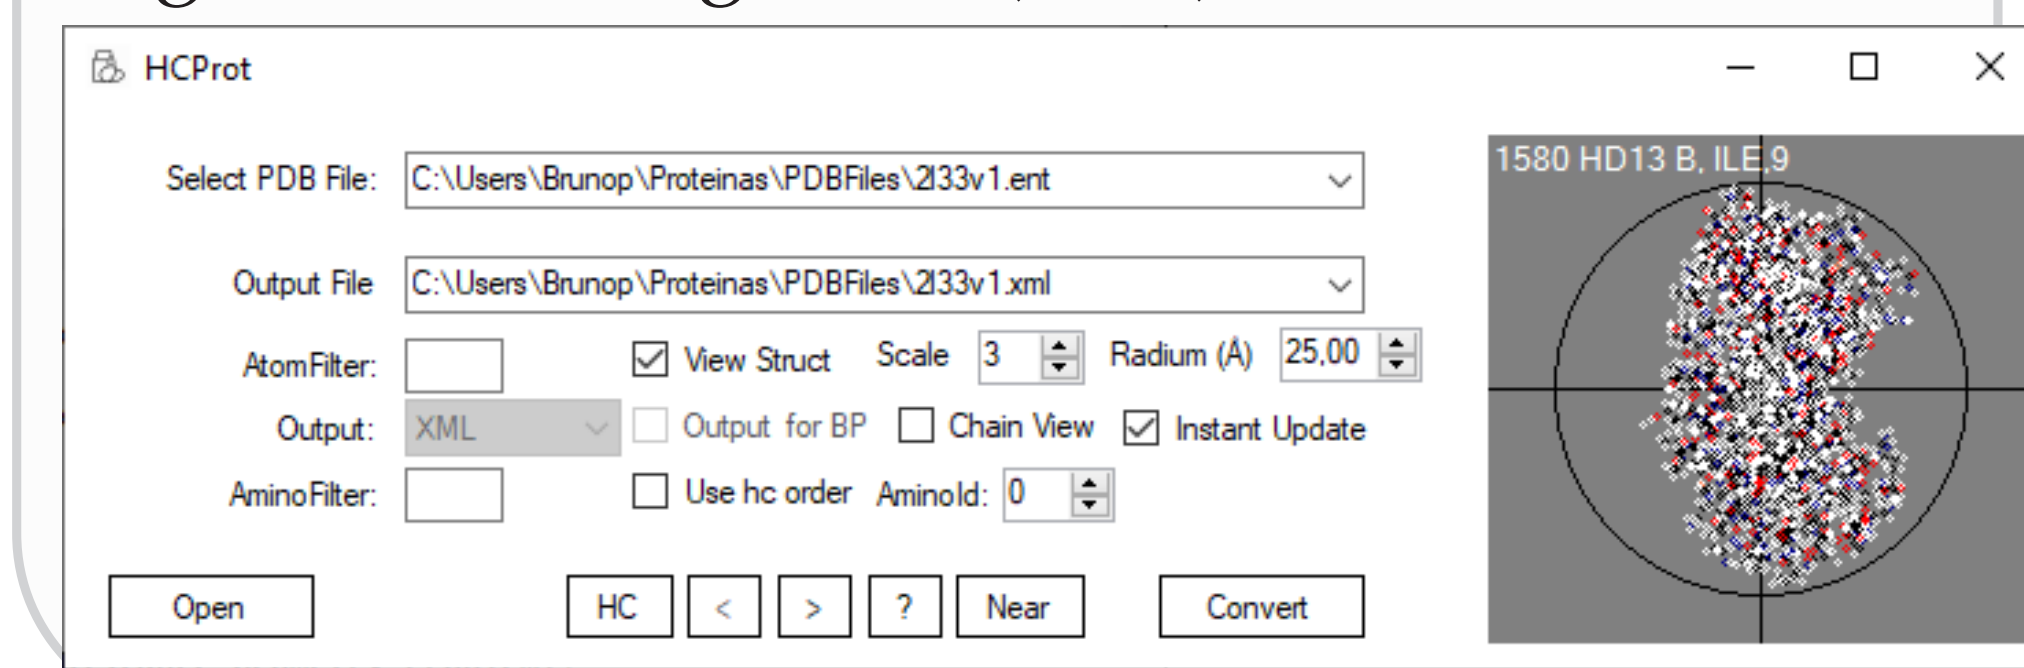 HCProt
1580 HD13 B, ILE,9
Select PDB File: C:\Users\Brunop\Proteinas\PDBFiles\2l33v1.ent
Output File C:\Users\Brunop\Proteinas\PDBFiles\2l33v1.xml
AtomFilter: View Struct Scale 3 Radium (Å) 25,00
Output: XML Output for BP Chain View Instant Update
AminoFilter: Use hc order AminoId: 0
Open HC < > ? Near Convert